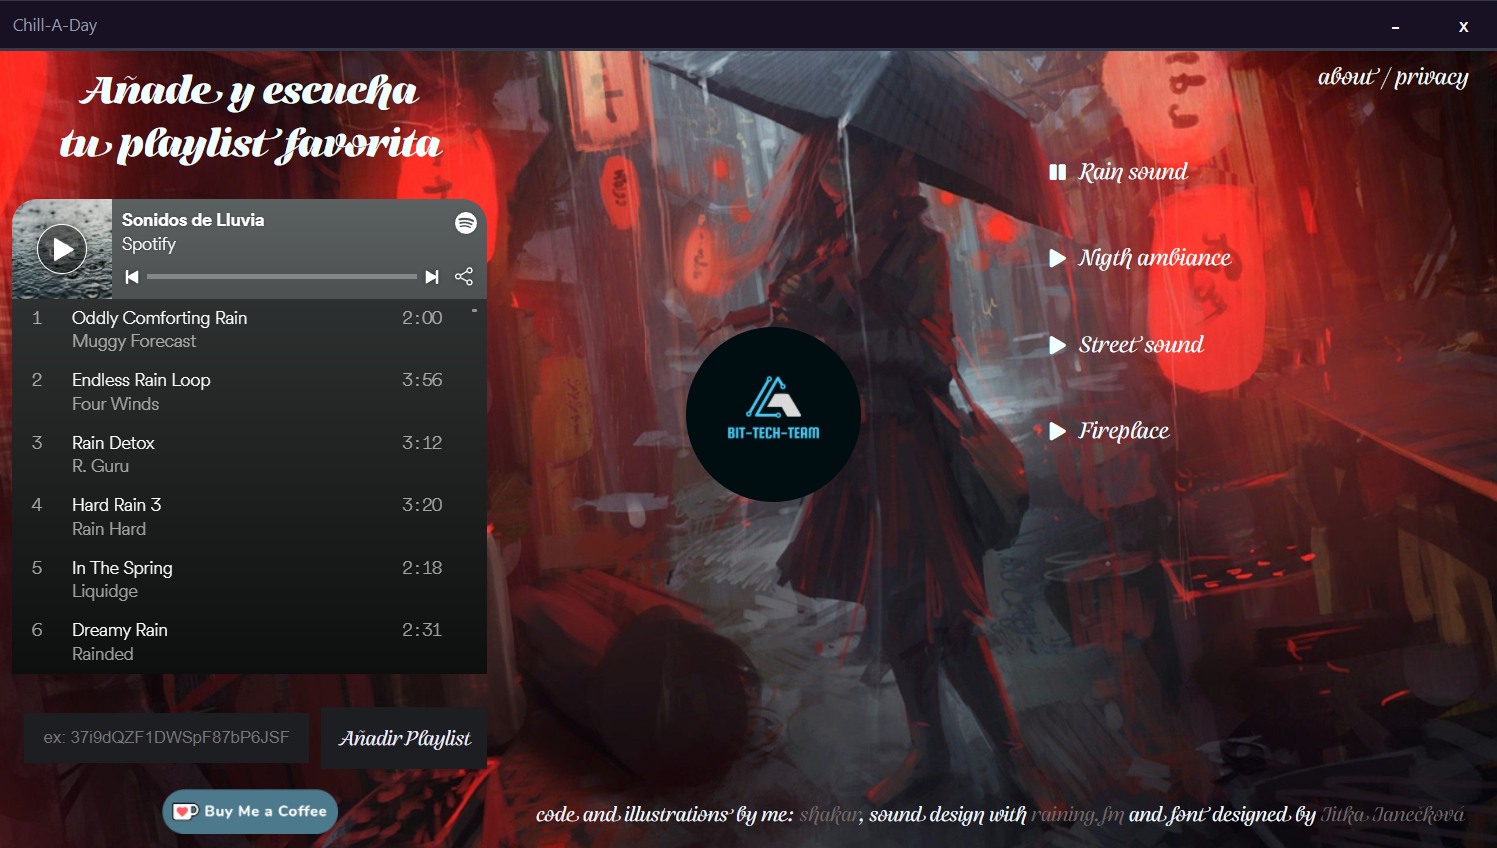 Chill-A-Day
- X
about / privacy
Añade y escucha
tu playlist favorita
Sonidos de Lluvia
Spotify
1 Oddly Comforting Rain 2:00
Muggy Forecast
2 Endless Rain Loop 3:56
Four Winds
3 Rain Detox 3:12
R. Guru
4 Hard Rain 3 3:20
Rain Hard
5 In The Spring 2:18
Liquidge
6 Dreamy Rain 2:31
Rainded
ex: 37i9dQZF1DWSpF87bP6JSF
Añadir Playlist
Buy Me a Coffee
BIT-TECH-TEAM
Rain sound
Nigth ambiance
Street sound
Fireplace
code and illustrations by me: shakar, sound design with raining.fm and font designed by Jitka Janečková